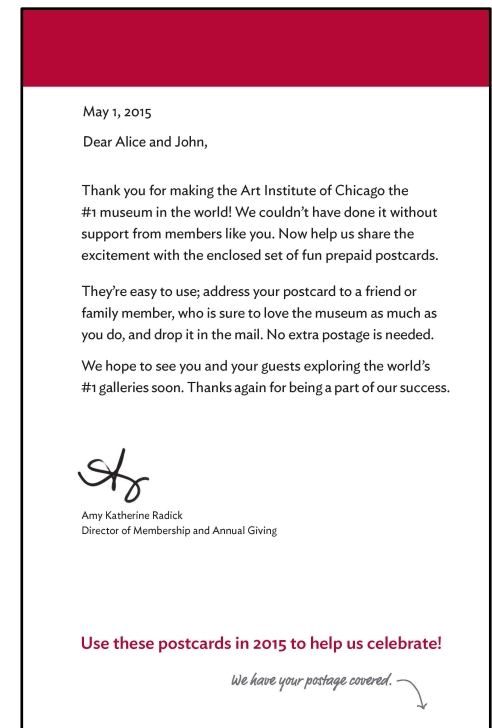 May 1, 2015
Dear Alice and John,
Thank you for making the Art Institute of Chicago the
#1 museum in the world! We couldn’t have done it without
support from members like you. Now help us share the
excitement with the enclosed set of fun prepaid postcards.
They’re easy to use; address your postcard to a friend or
family member, who is sure to love the museum as much as
you do, and drop it in the mail. No extra postage is needed.
We hope to see you and your guests exploring the world’s
#1 galleries soon. Thanks again for being a part of our success.
Amy Katherine Radick
Director of Membership and Annual Giving
Use these postcards in 2015 to help us celebrate!
We have your postage covered.